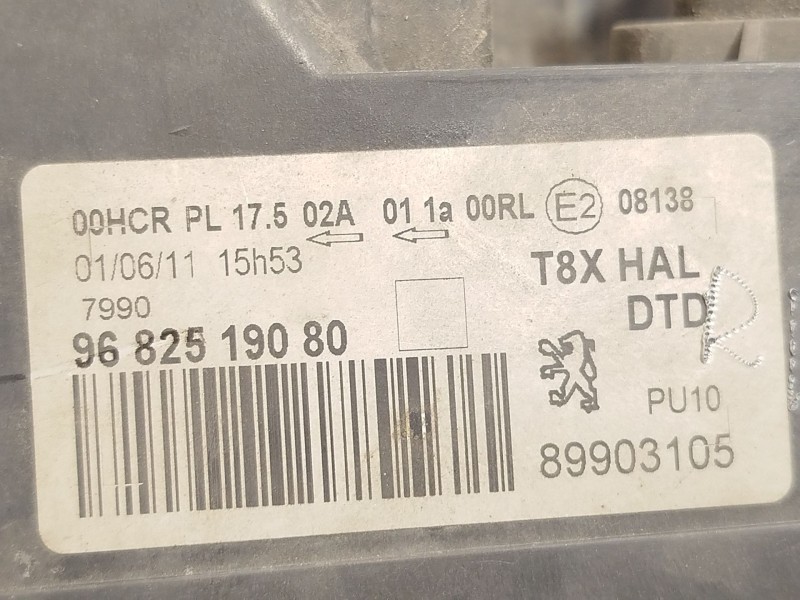 00HCR PL 17.5 02A 01 1a 00RL E2 08138
01/06/11 15h53
T8X HAL
7990
DTD
R
96 825 190 80
PU10
89903105